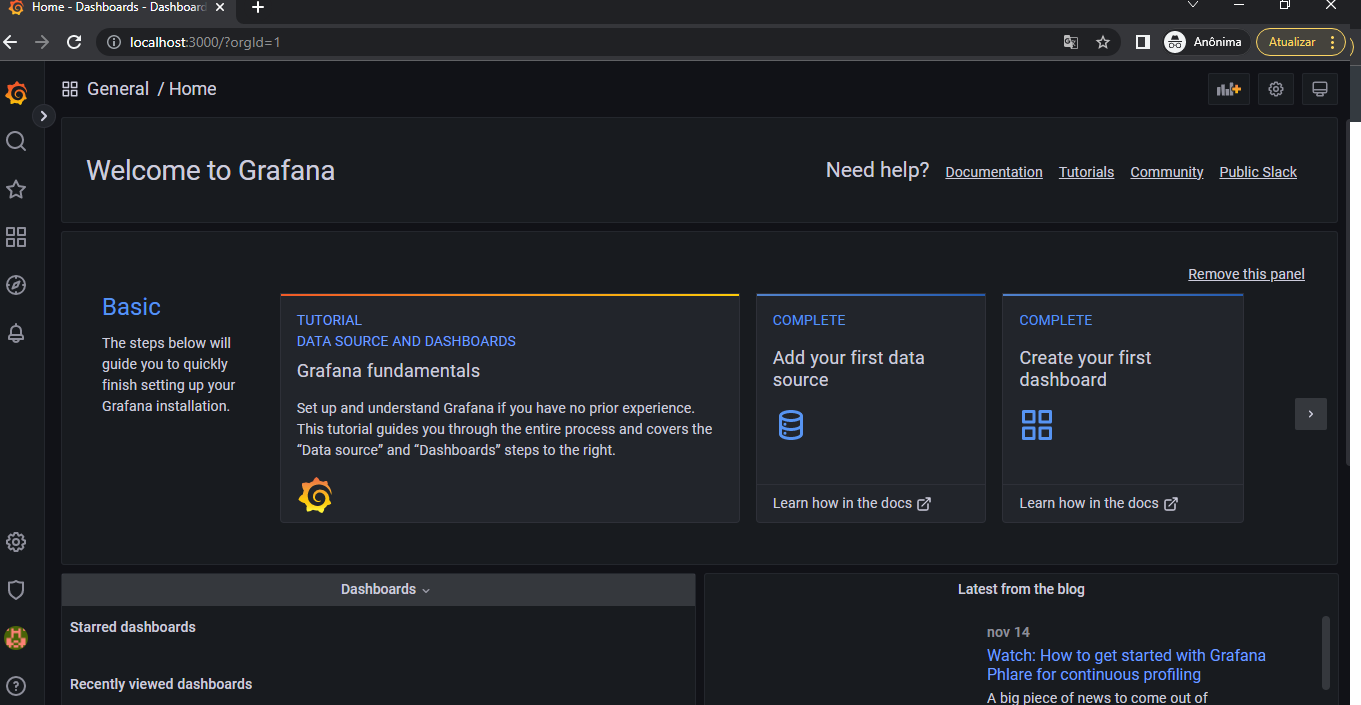 Home - Dashboards - Dashboard
localhost:3000/?orgId=1
Anônima
Atualizar
General / Home
Welcome to Grafana
Need help?
Documentation
Tutorials
Community
Public Slack
Remove this panel
Basic
The steps below will
guide you to quickly
finish setting up your
Grafana installation.
TUTORIAL
DATA SOURCE AND DASHBOARDS
Grafana fundamentals
Set up and understand Grafana if you have no prior experience.
This tutorial guides you through the entire process and covers the
“Data source” and “Dashboards” steps to the right.
COMPLETE
Add your first data
source
Learn how in the docs
COMPLETE
Create your first
dashboard
Learn how in the docs
Dashboards
Starred dashboards
Recently viewed dashboards
Latest from the blog
nov 14
Watch: How to get started with Grafana
Phlare for continuous profiling
A big piece of news to come out of